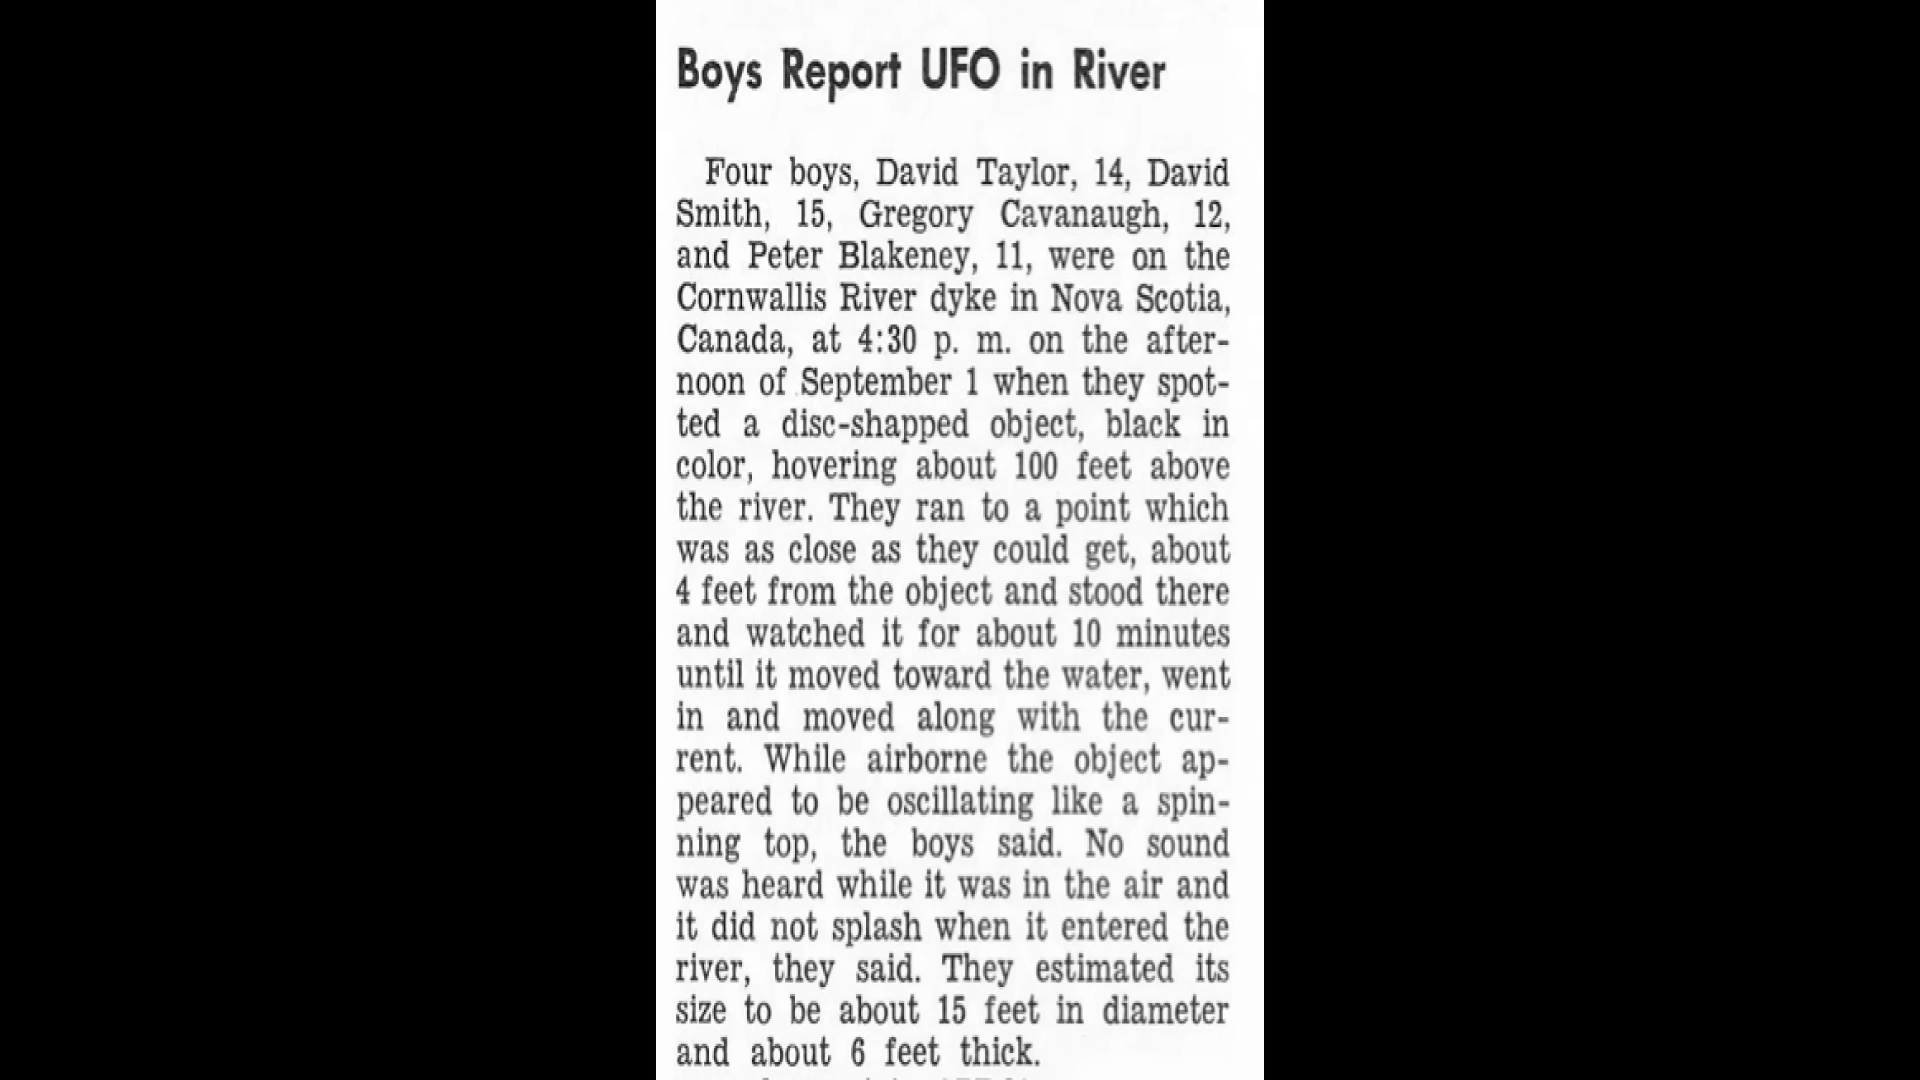 Boys Report UFO in River
Four boys, David Taylor, 14, David
Smith, 15, Gregory Cavanaugh, 12,
and Peter Blakeney, 11, were on the
Cornwallis River dyke in Nova Scotia,
Canada, at 4:30 p. m. on the after-
noon of September 1 when they spot-
ted a disc-shapped object, black in
color, hovering about 100 feet above
the river. They ran to a point which
was as close as they could get, about
4 feet from the object and stood there
and watched it for about 10 minutes
until it moved toward the water, went
in and moved along with the cur-
rent. While airborne the object ap-
peared to be oscillating like a spin-
ning top, the boys said. No sound
was heard while it was in the air and
it did not splash when it entered the
river, they said. They estimated its
size to be about 15 feet in diameter
and about 6 feet thick.